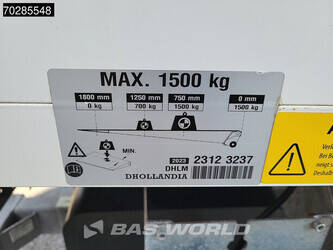 70285548
MAX. 1500 kg
1800 mm 1250 mm 750 mm 0 mm
0 kg 700 kg 1500 kg 1500 kg
MIN.
2023 2312 3237
DHLM
DHOLLANDIA
BAS WORLD